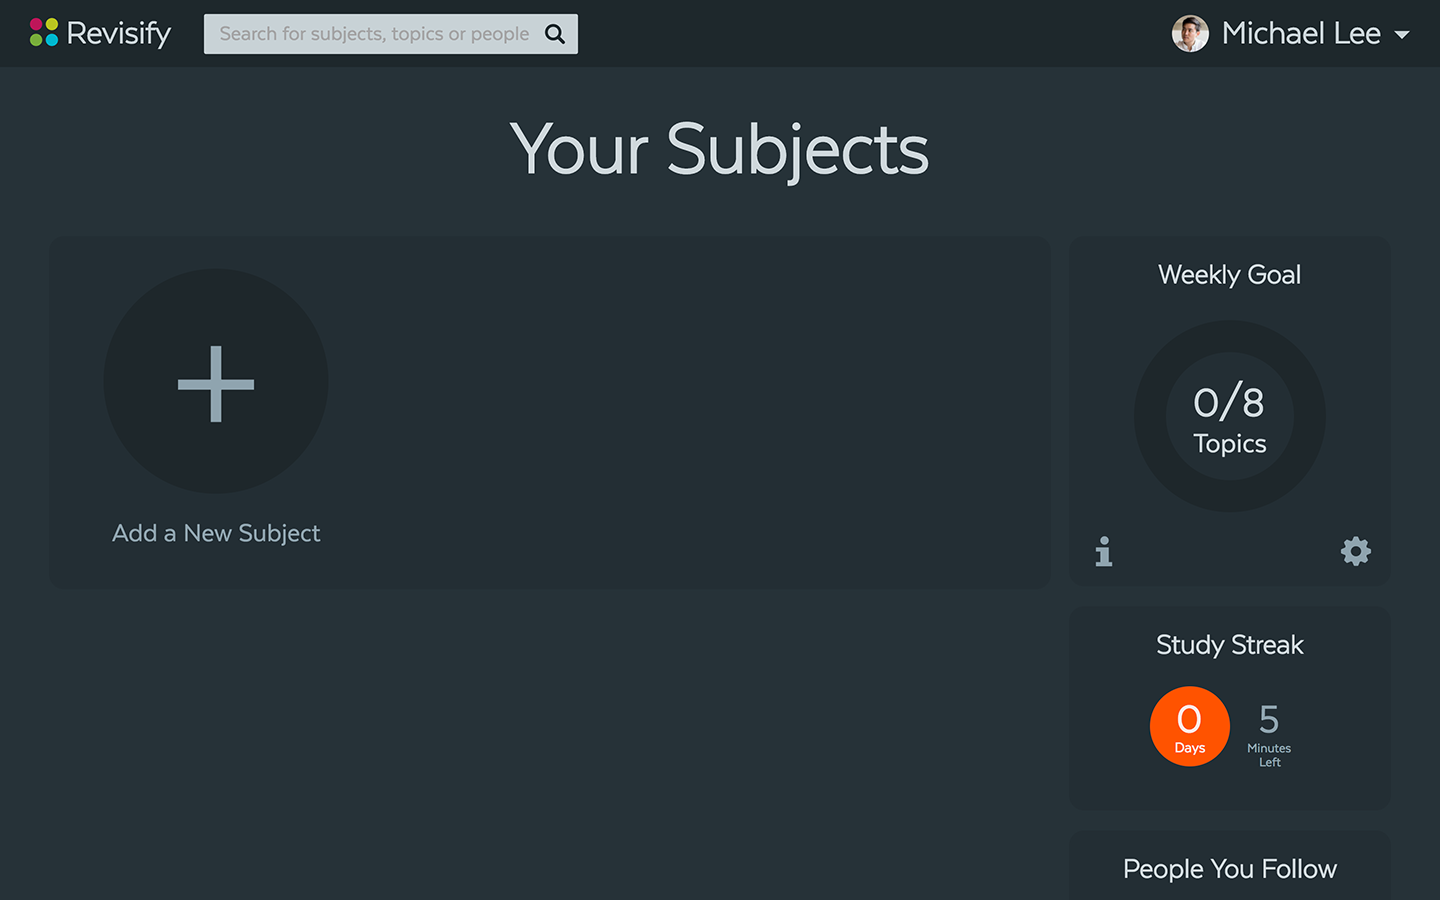 Revisify
Search for subjects, topics or people
Michael Lee
Your Subjects
Add a New Subject
Weekly Goal
0/8
Topics
Study Streak
0
Days
5
Minutes
Left
People You Follow